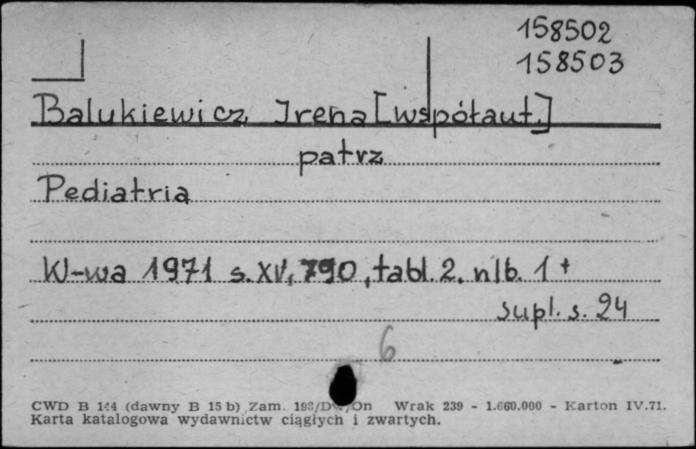 158502
158503
Balukiewicz Irena [współaut.]
patrz
Pediatria
W-wa 1971 s. XV, 790, tabl. 2. nlb. 1 +
supl. s. 24
6
CWD B 144 (dawny B 15 b) Zam. On Wrak 239 - 1.660.000 - Karton IV.71.
Karta katalogowa wydawnictw ciągłych i zwartych.